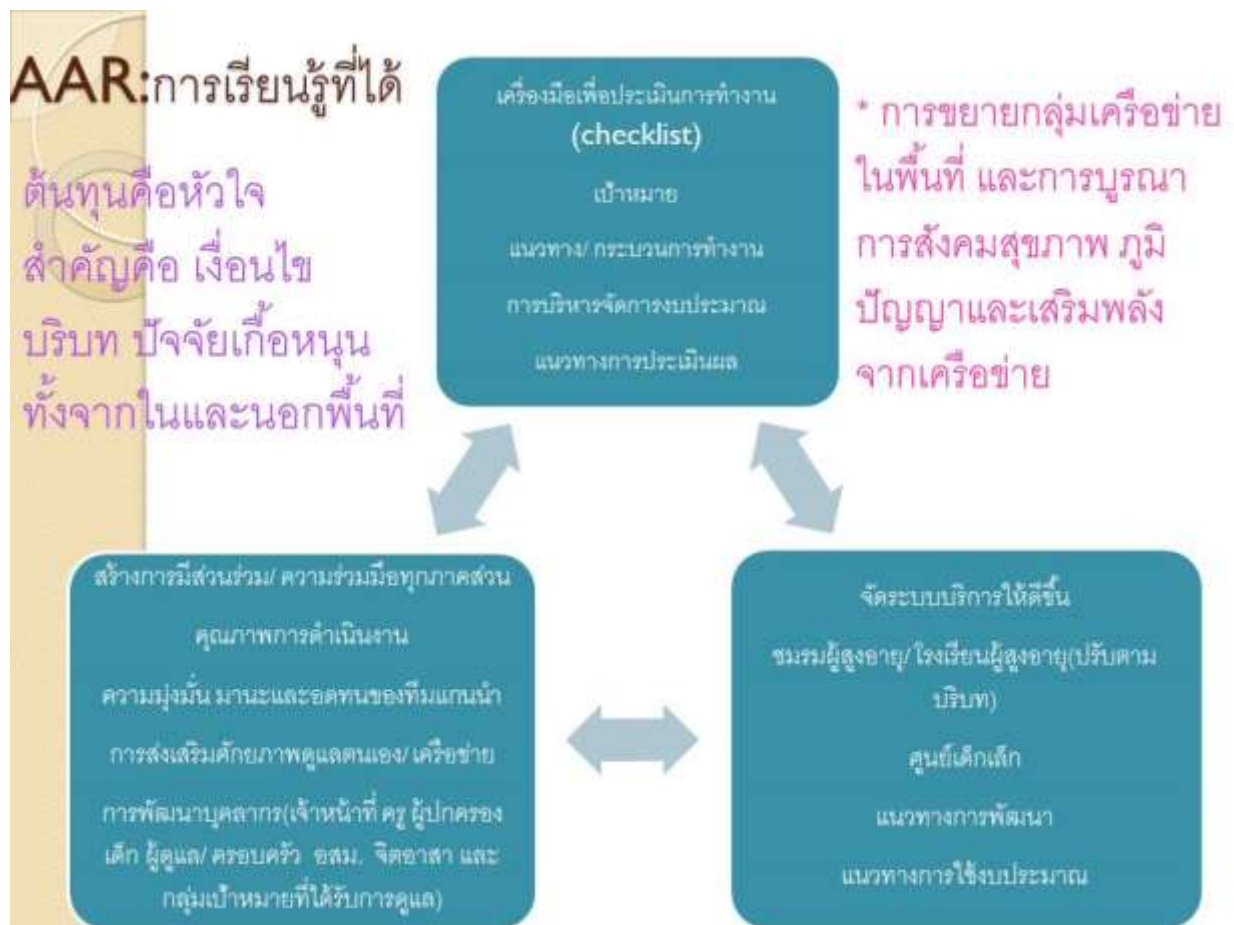 AAR:การเรียนรู้ที่ได้
ต้นทุนคือหัวใจ
สำคัญคือ เงื่อนไข
บริบท ปัจจัยเกื้อหนุน
ทั้งจากในและนอกพื้นที่
เครื่องมือเพื่อประเมินการทำงาน
(checklist)
เป้าหมาย
แนวทาง/ กระบวนการทำงาน
การบริหารจัดการงบประมาณ
แนวทางการประเมินผล
* การขยายกลุ่มเครือข่าย
ในพื้นที่ และการบูรณา
การสังคมสุขภาพ ภูมิ
ปัญญาและเสริมพลัง
จากเครือข่าย
สร้างการมีส่วนร่วม/ ความร่วมมือทุกภาคส่วน
คุณภาพการดำเนินงาน
ความมุ่งมั่น มานะและอดทนของทีมแกนนำ
การส่งเสริมศักยภาพดูแลตนเอง/ เครือข่าย
การพัฒนาบุคลากร(เจ้าหน้าที่ ครู ผู้ปกครอง
เด็ก ผู้ดูแล/ ครอบครัว อสม. จิตอาสา และ
กลุ่มเป้าหมายที่ได้รับการดูแล)
จัดระบบบริการให้ดีขึ้น
ชมรมผู้สูงอายุ/ โรงเรียนผู้สูงอายุ(ปรับตาม
บริบท)
ศูนย์เด็กเล็ก
แนวทางการพัฒนา
แนวทางการใช้งบประมาณ